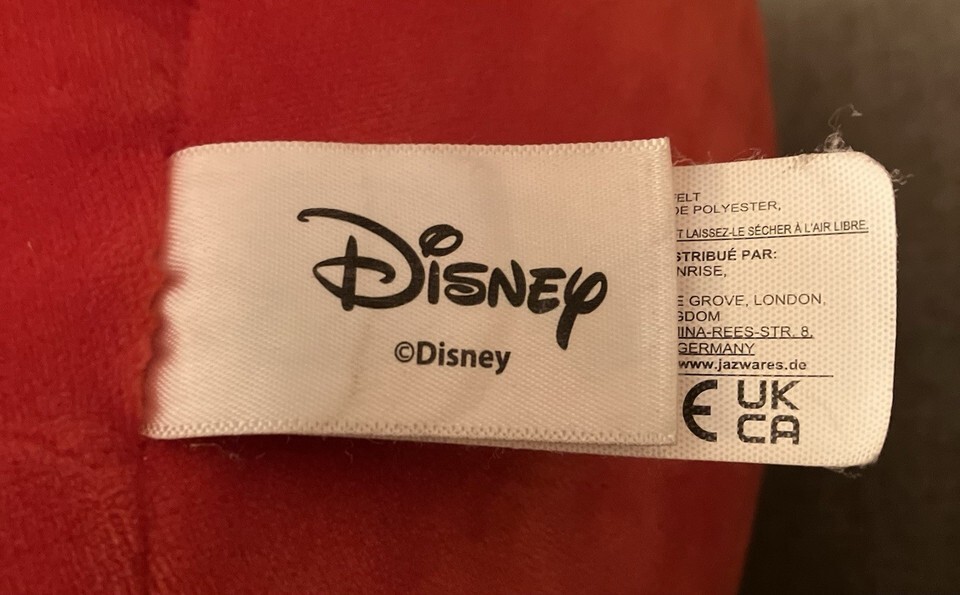 Disney
©Disney
FELT
DE POLYESTER,
T LAISSEZ-LE SÉCHER À L'AIR LIBRE.
STRIBUÉ PAR:
NRISE,
E GROVE, LONDON,
GDOM
INA-REES-STR. 8,
GERMANY
www.jazwares.de
CE UK
CA